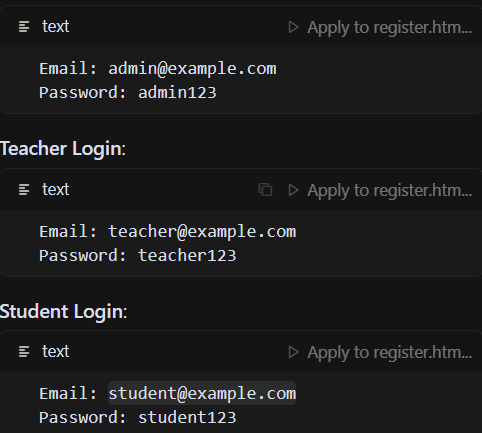 text
Apply to register.htm...
Email: admin@example.com
Password: admin123
Teacher Login:
text
Apply to register.htm...
Email: teacher@example.com
Password: teacher123
Student Login:
text
Apply to register.htm...
Email: student@example.com
Password: student123